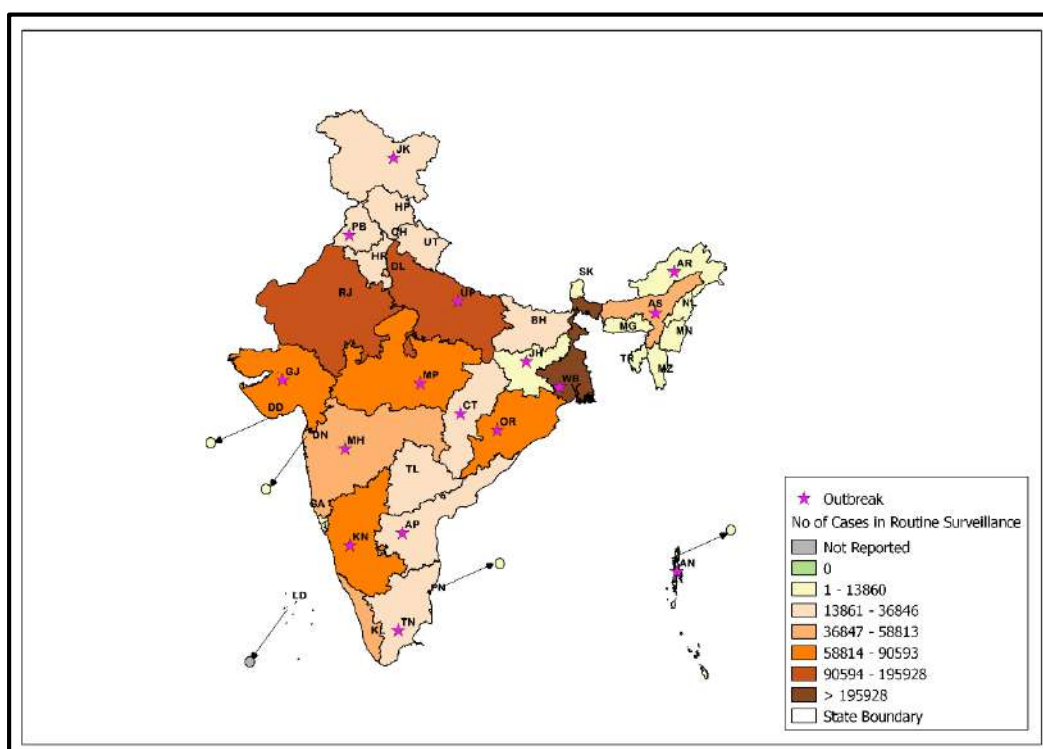 JK
HP
PB
CH
UT
HR
DL
RJ
UP
SK
AR
AS
NL
BH
MG
MN
JH
TR
MZ
GJ
MP
WB
CT
DD
OR
DN
MH
TL
GA
AP
KN
AN
PN
LD
KL
TN
Outbreak
No of Cases in Routine Surveillance
Not Reported
0
1 - 13860
13861 - 36846
36847 - 58813
58814 - 90593
90594 - 195928
> 195928
State Boundary